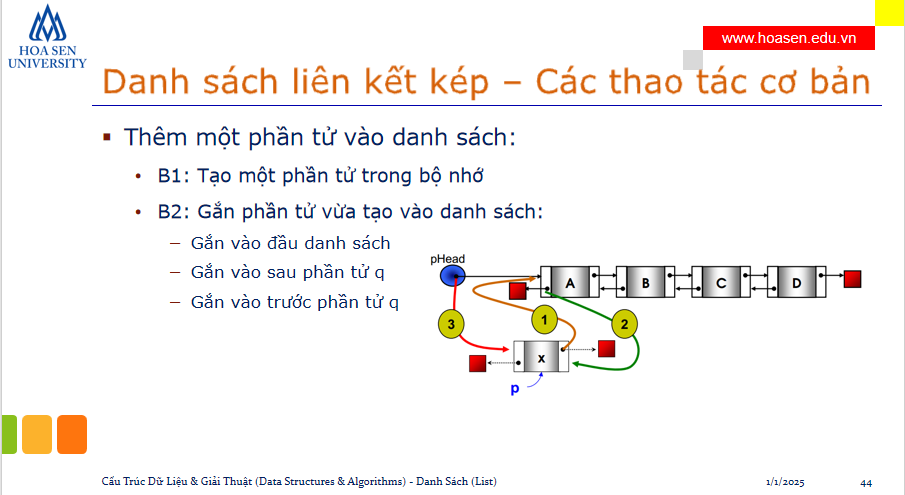 HOA SEN
UNIVERSITY
www.hoasen.edu.vn
Danh sách liên kết kép – Các thao tác cơ bản
▪ Thêm một phần tử vào danh sách:
• B1: Tạo một phần tử trong bộ nhớ
• B2: Gắn phần tử vừa tạo vào danh sách:
– Gắn vào đầu danh sách
– Gắn vào sau phần tử q
– Gắn vào trước phần tử q
pHead
A B C D
3 1 2
x
p
Cấu Trúc Dữ Liệu & Giải Thuật (Data Structures & Algorithms) - Danh Sách (List) 1/1/2025 44